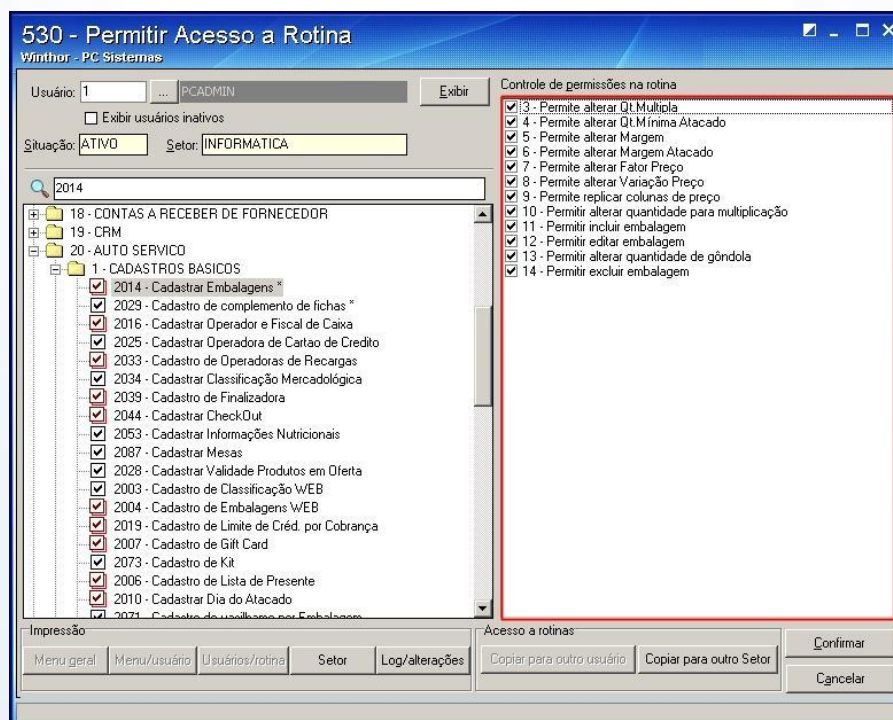 530 - Permitir Acesso a Rotina
Winthor - PC Sistemas
Usuário: 1 ... PCADMIN Exibir
Exibir usuários inativos
Situação: ATIVO Setor: INFORMATICA
2014
18 - CONTAS A RECEBER DE FORNECEDOR
19 - CRM
20 - AUTO SERVICO
1 - CADASTROS BASICOS
2014 - Cadastrar Embalagens *
2029 - Cadastro de complemento de fichas *
2016 - Cadastrar Operador e Fiscal de Caixa
2025 - Cadastrar Operadora de Cartao de Credito
2033 - Cadastro de Operadoras de Recargas
2034 - Cadastrar Classificação Mercadológica
2039 - Cadastro de Finalizadora
2044 - Cadastrar CheckOut
2053 - Cadastrar Informações Nutricionais
2087 - Cadastrar Mesas
2028 - Cadastrar Validade Produtos em Oferta
2003 - Cadastro de Classificação WEB
2004 - Cadastro de Embalagens WEB
2019 - Cadastro de Limite de Créd. por Cobrança
2007 - Cadastro de Gift Card
2073 - Cadastro de Kit
2006 - Cadastro de Lista de Presente
2010 - Cadastrar Dia do Atacado
2071 - Cadastro de vasilhame por Embalagem
Controle de permissões na rotina
3 - Permite alterar Qt.Multipla
4 - Permite alterar Qt.Mínima Atacado
5 - Permite alterar Margem
6 - Permite alterar Margem Atacado
7 - Permite alterar Fator Preço
8 - Permite alterar Variação Preço
9 - Permite replicar colunas de preço
10 - Permitir alterar quantidade para multiplicação
11 - Permitir incluir embalagem
12 - Permitir editar embalagem
13 - Permitir alterar quantidade de gôndola
14 - Permitir excluir embalagem
Impressão
Menu geral Menu/usuário Usuários/rotina Setor Log/alterações
Acesso a rotinas
Copiar para outro usuário Copiar para outro Setor
Confirmar
Cancelar